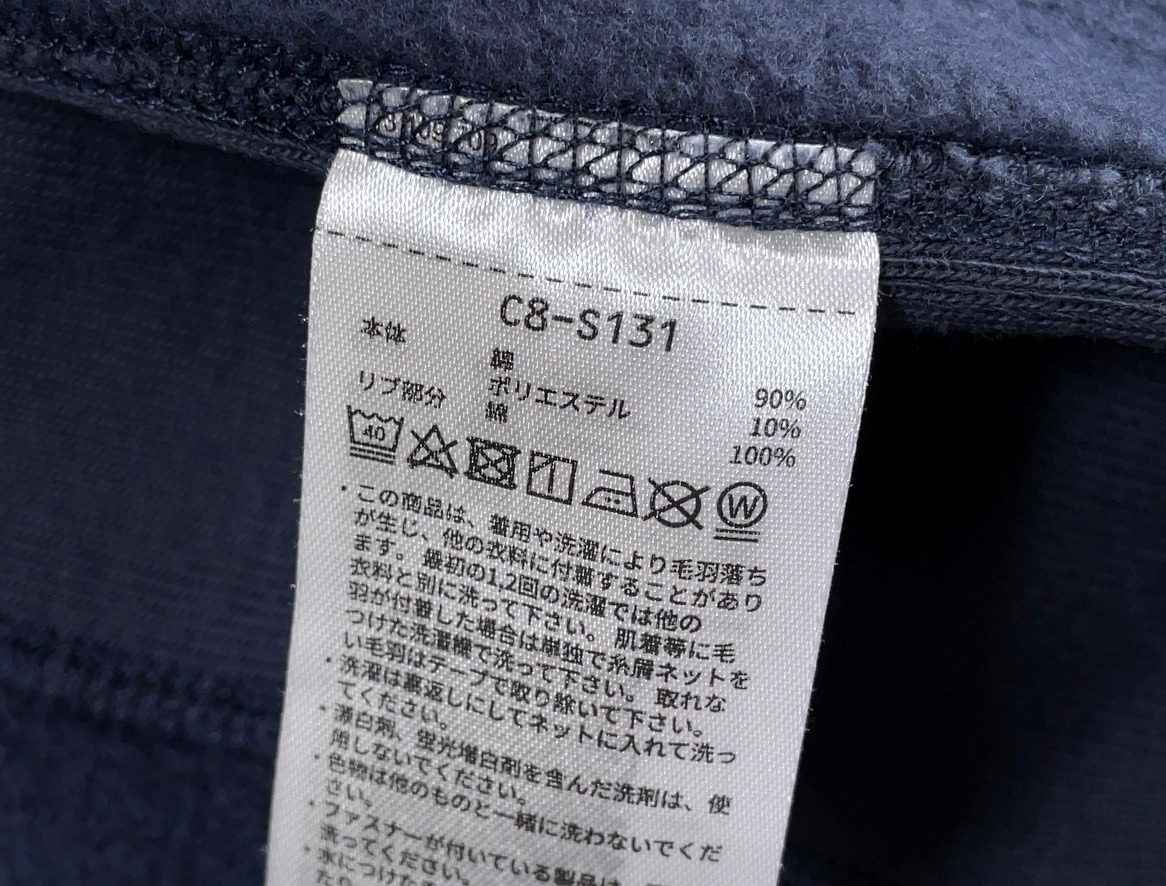 C8-S131
本体
綿 90%
ポリエステル 10%
リブ部分
綿 100%
40
W
・この商品は、着用や洗濯により毛羽落ち
が生じ、他の衣料に付着することがあり
ます。最初の1,2回の洗濯では他の
衣料と別に洗って下さい。肌着等に毛
羽が付着した場合は単独で糸屑ネットを
つけた洗濯機で洗って下さい。取れな
い毛羽はテープで取り除いて下さい。
・洗濯は裏返しにしてネットに入れて洗っ
てください。
・漂白剤、蛍光増白剤を含んだ洗剤は、使
用しないでください。
・色物は他のものと一緒に洗わないでくだ
さい。
・ファスナーが付いている製品は、
洗ってください。
・水につけた
たり